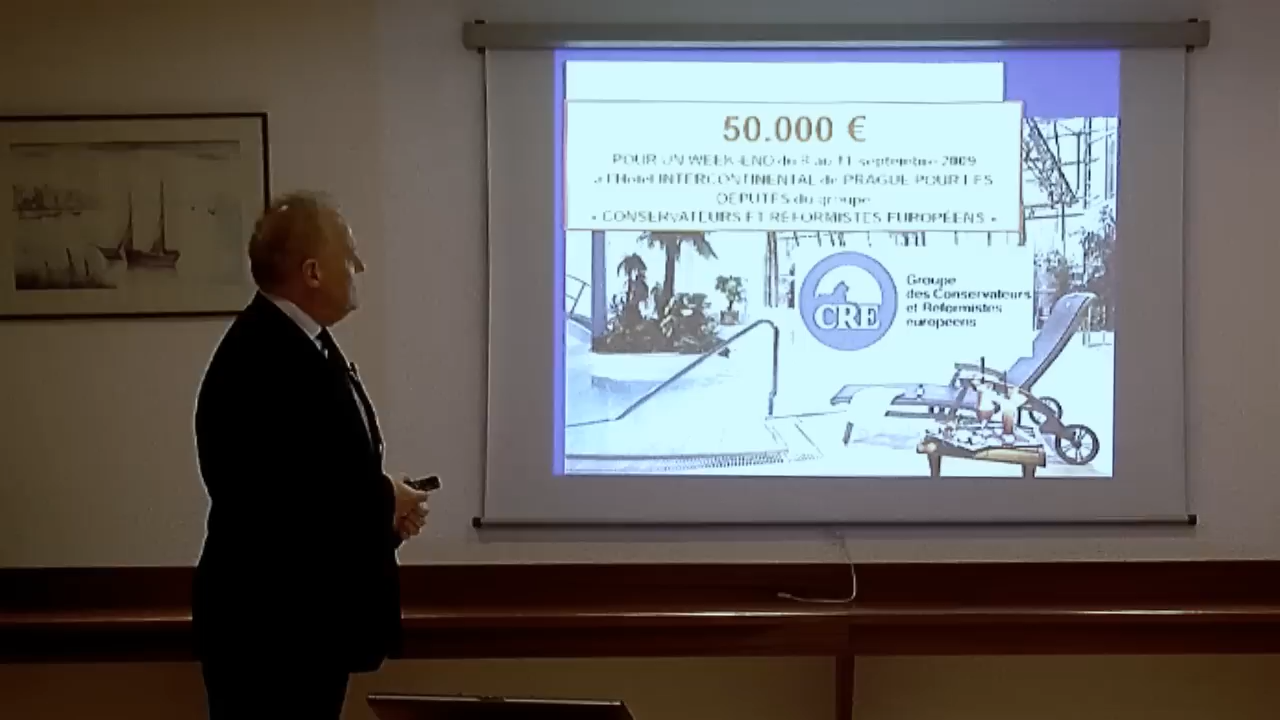 50.000 €
POUR UN WEEK-END du 8 au 11 septembre 2009
à l'Hôtel INTERCONTINENTAL de PRAGUE POUR LES
DÉPUTÉS du groupe
« CONSERVATEURS ET RÉFORMISTES EUROPÉENS »
CRE
Groupe
des Conservateurs
et Réformistes
européens